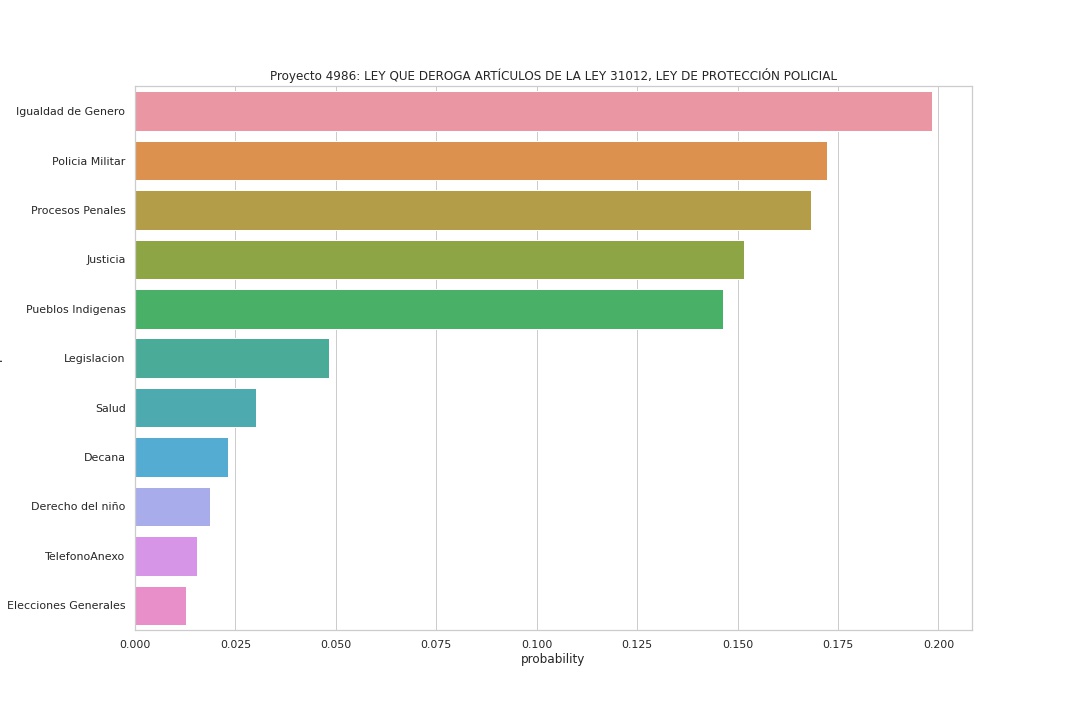 Proyecto 4986: LEY QUE DEROGA ARTÍCULOS DE LA LEY 31012, LEY DE PROTECCIÓN POLICIAL
Igualdad de Genero
Policia Militar
Procesos Penales
Justicia
Pueblos Indigenas
Legislacion
Salud
Decana
Derecho del niño
TelefonoAnexo
Elecciones Generales
0.000 0.025 0.050 0.075 0.100 0.125 0.150 0.175 0.200
probability